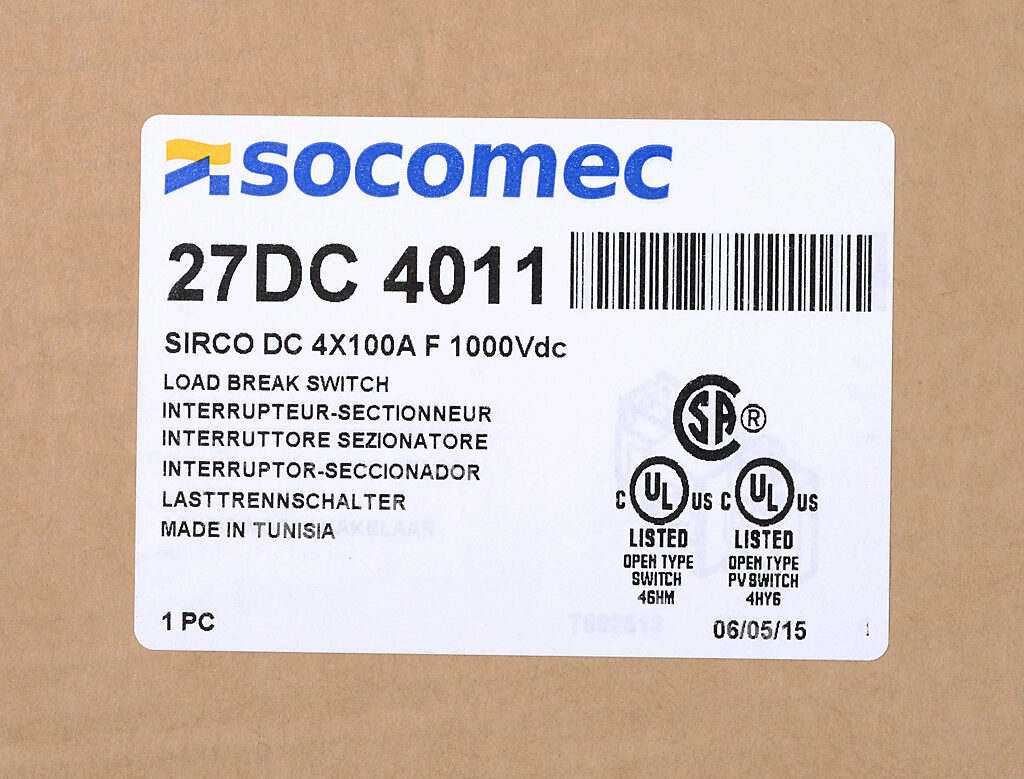 socomec
27DC 4011
SIRCO DC 4X100A F 1000Vdc
LOAD BREAK SWITCH
INTERRUPTEUR-SECTIONNEUR
INTERRUTTORE SEZIONATORE
INTERRUPTOR-SECCIONADOR
LASTTRENNSCHALTER
MADE IN TUNISIA
SA ®
C UL US C UL US
LISTED LISTED
OPEN TYPE OPEN TYPE
SWITCH PV SWITCH
46HM 4HY6
1 PC
06/05/15
1